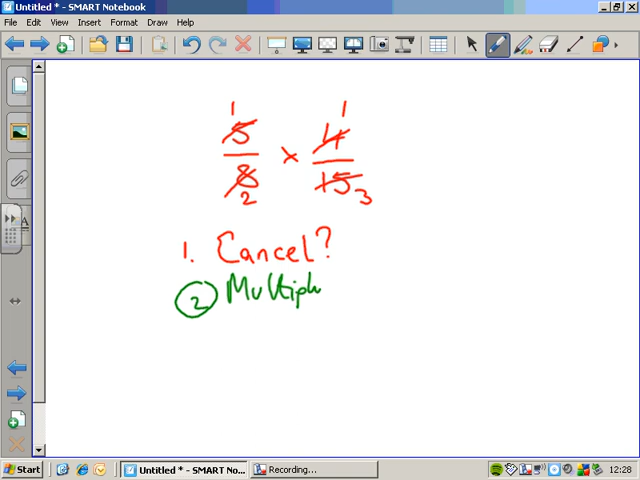 Untitled * - SMART Notebook
File Edit View Insert Format Draw Help
1 1
5 × 4
8 15
2 3
1. Cancel?
2 Multiply
Start Untitled * - SMART No... Recording... 12:28